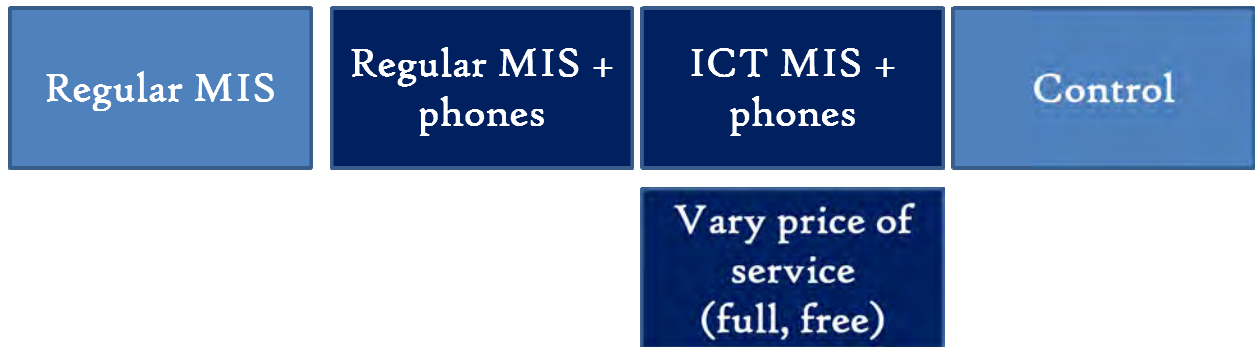 Regular MIS
Regular MIS +
phones
ICT MIS +
phones
Control
Vary price of
service
(full, free)